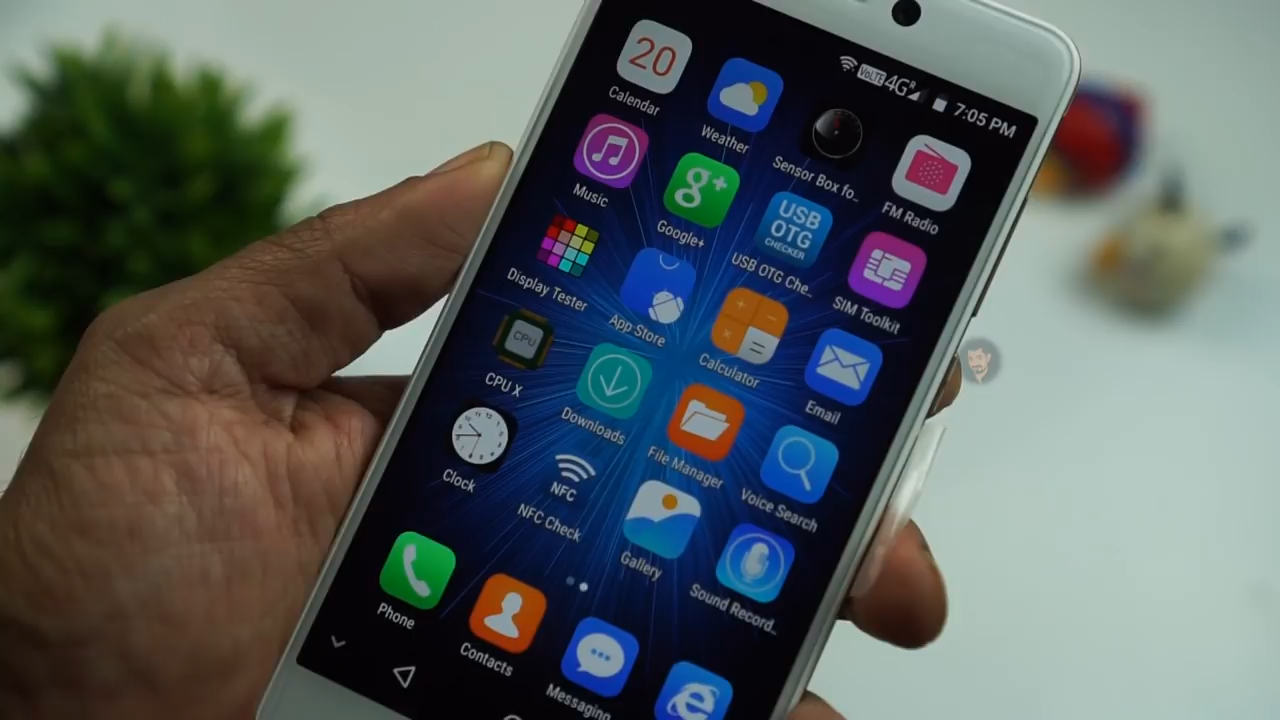 VoLTE 4G R 7:05 PM
20
Calendar
Weather
Sensor Box fo..
FM Radio
Music
g+
Google+
USB
OTG
CHECKER
USB OTG Che..
SIM Toolkit
Display Tester
App Store
Calculator
Email
CPU
CPU X
Downloads
File Manager
Voice Search
Clock
NFC
NFC Check
Gallery
Sound Record..
Phone
Contacts
Messaging